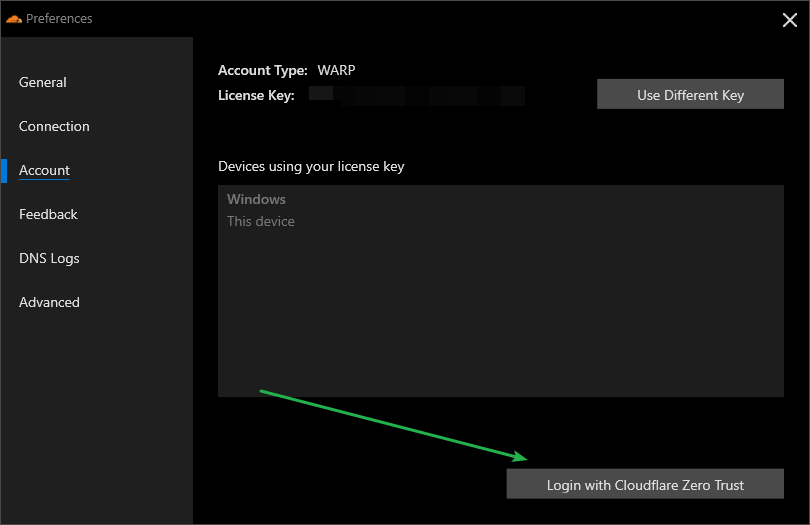 Preferences
General
Connection
Account
Feedback
DNS Logs
Advanced
Account Type: WARP
License Key:
Use Different Key
Devices using your license key
Windows
This device
Login with Cloudflare Zero Trust